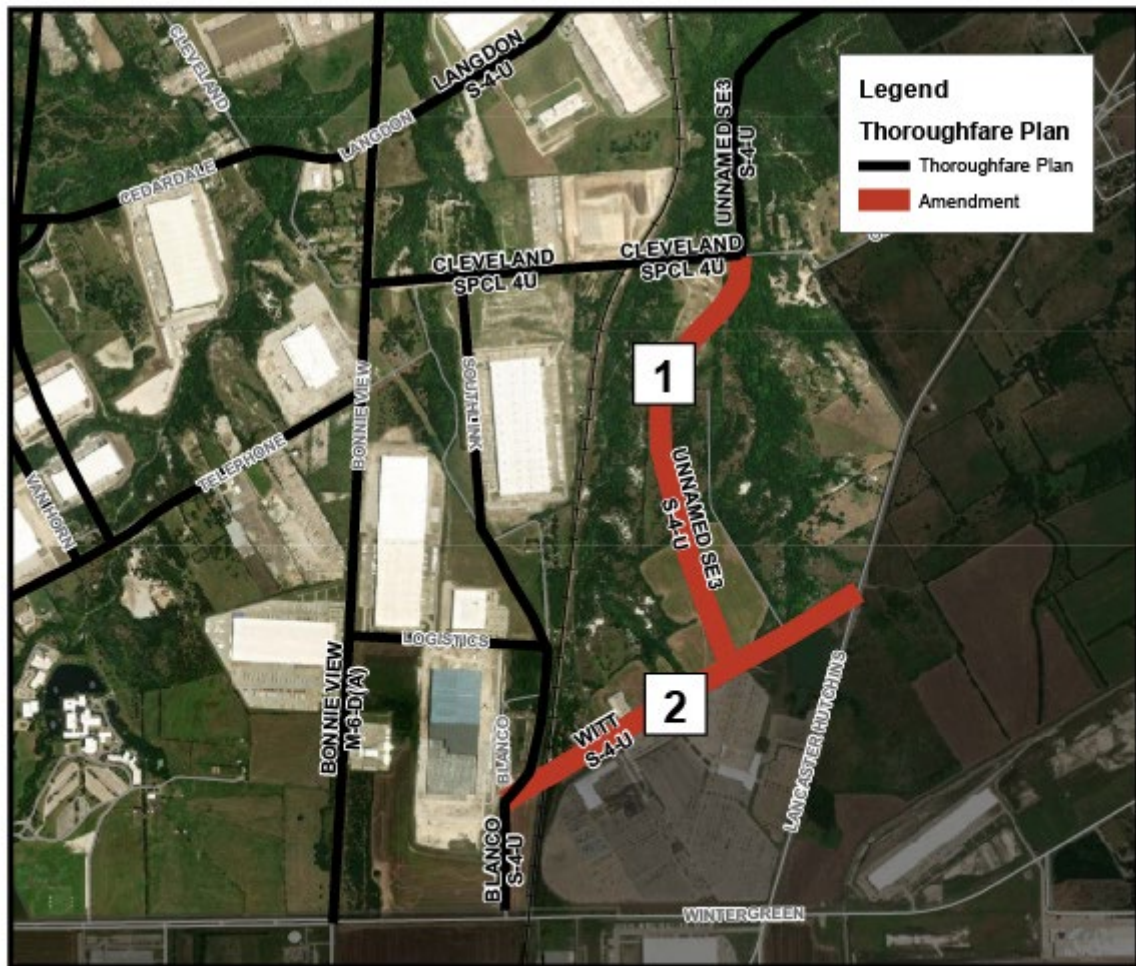 CLEVELAND
LANGDON
S-4-U
LANGDON
CEDARDALE
UNNAMED SE3
S-4-U
Legend
Thoroughfare Plan
Thoroughfare Plan
Amendment
CLEVELAND
SPCL 4U
CLEVELAND
SPCL 4U
1
SOUTHLINK
BONNIE VIEW
TELEPHONE
VAN HORN
UNNAMED SE3
S-4-U
LOGISTICS
BONNIE VIEW
M-6-D(A)
2
WITT
S-4-U
BLANCO
LANCASTER HUTCHINS
BLANCO
S-4-U
WINTERGREEN